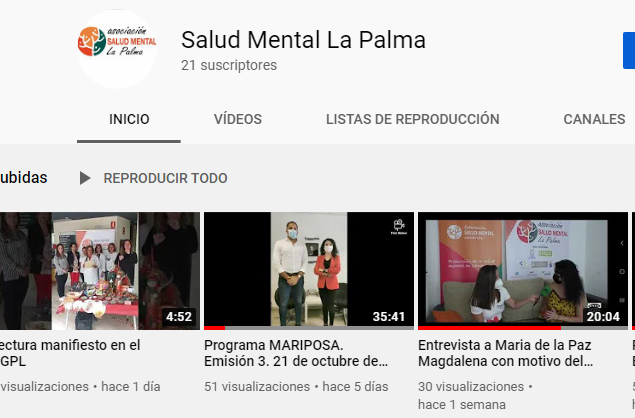 asociación
SALUD MENTAL
La Palma
Salud Mental La Palma
21 suscriptores
INICIO
VÍDEOS
LISTAS DE REPRODUCCIÓN
CANALES
ubidas
REPRODUCIR TODO
4:52
35:41
SALUD MENTAL
asociación
SALUD MENTAL
La Palma
20:04
ectura manifiesto en el
GPL
visualizaciones • hace 1 día
Programa MARIPOSA.
Emisión 3. 21 de octubre de...
51 visualizaciones • hace 5 días
Entrevista a Maria de la Paz
Magdalena con motivo del...
30 visualizaciones •
hace 1 semana